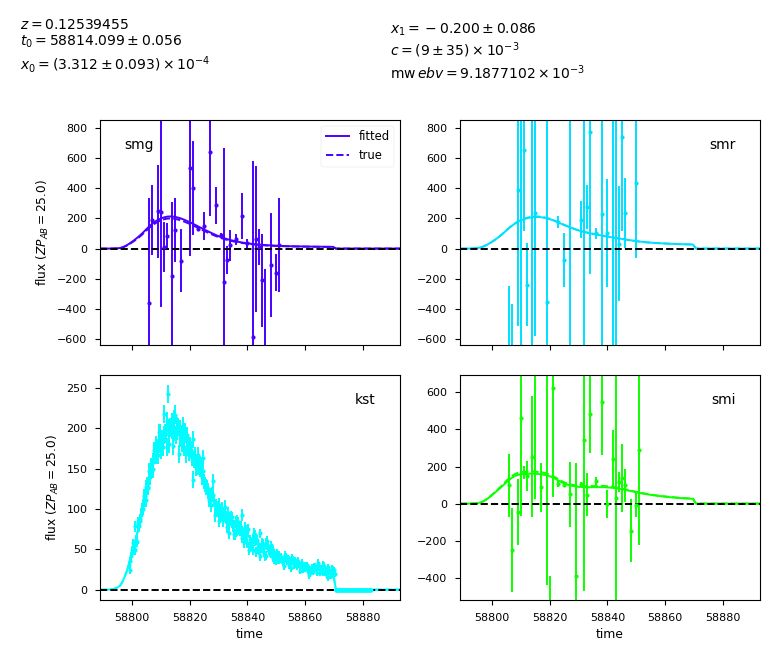 z = 0.12539455
t₀ = 58814.099 ± 0.056
x₀ = (3.312 ± 0.093) × 10⁻⁴
x₁ = −0.200 ± 0.086
c = (9 ± 35) × 10⁻³
mw ebv = 9.1877102 × 10⁻³
800
600
400
200
0
−200
−400
−600
flux (ZP_AB = 25.0)
smg
fitted
true
800
600
400
200
0
−200
−400
−600
smr
250
200
150
100
50
0
flux (ZP_AB = 25.0)
kst
58800 58820 58840 58860 58880
time
600
400
200
0
−200
−400
smi
58800 58820 58840 58860 58880
time